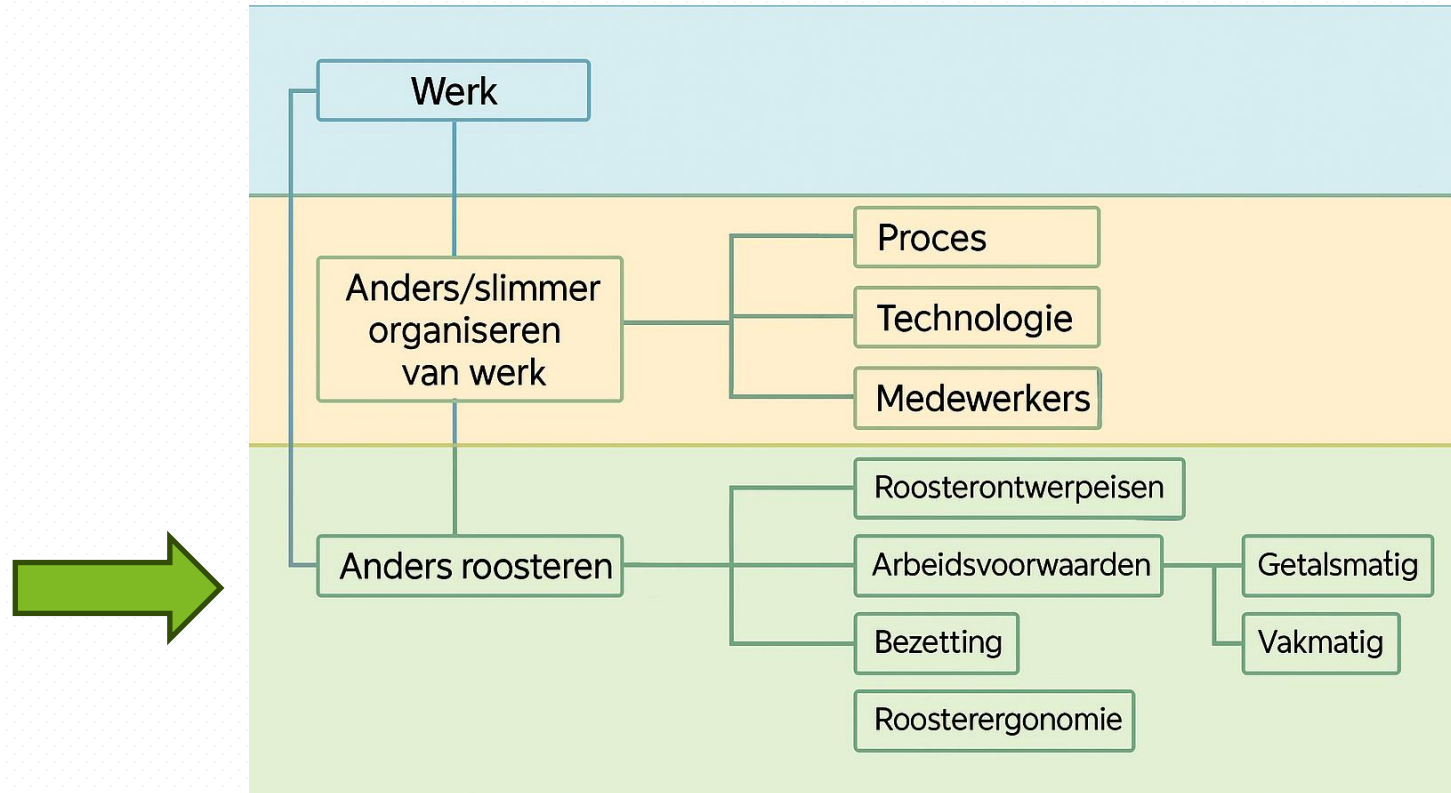 Werk
Anders/slimmer
organiseren
van werk
Proces
Technologie
Medewerkers
Anders roosteren
Roosterontwerpeisen
Arbeidsvoorwaarden
Getalsmatig
Bezetting
Vakmatig
Roosterergonomie